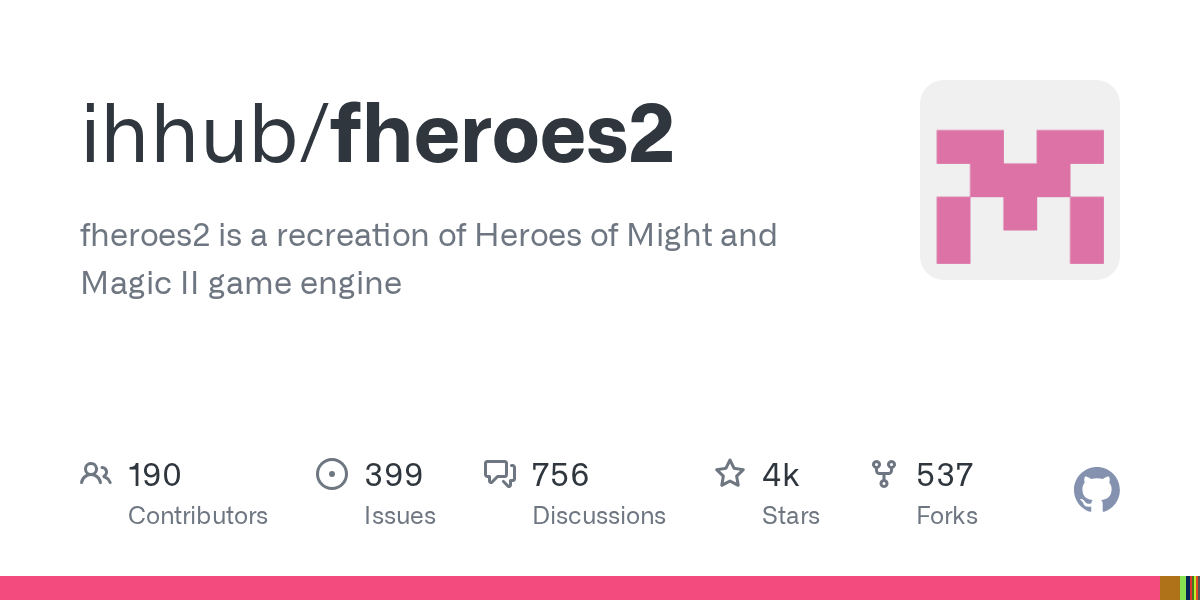 ihhub/fheroes2
fheroes2 is a recreation of Heroes of Might and
Magic II game engine
190
Contributors
399
Issues
756
Discussions
4k
Stars
537
Forks